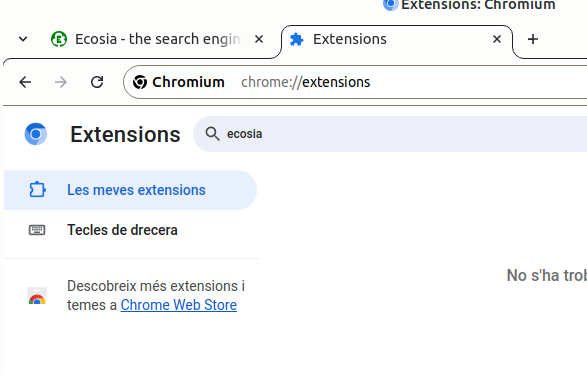 Extensions: Chromium
Ecosia - the search engin
Extensions
Chromium chrome://extensions
Extensions
ecosia
Les meves extensions
Tecles de drecera
Descobreix més extensions i
temes a Chrome Web Store
No s'ha trob